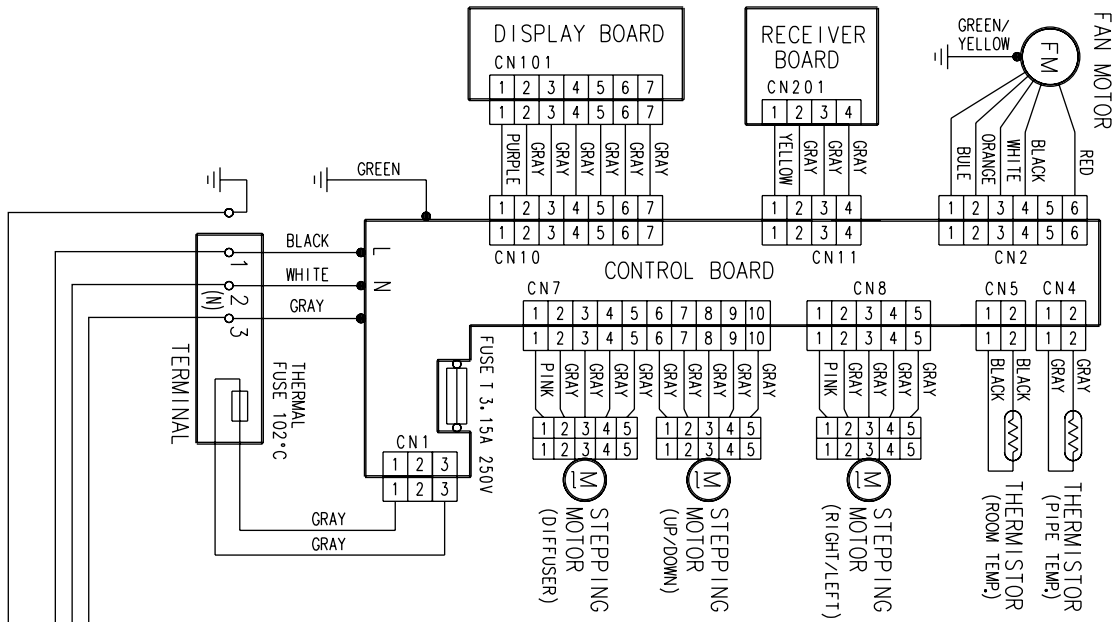 DISPLAY BOARD
CN101
1 2 3 4 5 6 7
1 2 3 4 5 6 7
PURPLE
GRAY
GRAY
GRAY
GRAY
GRAY
GRAY
1 2 3 4 5 6 7
1 2 3 4 5 6 7
CN10
RECEIVER
BOARD
CN201
1 2 3 4
YELLOW
GRAY
GRAY
GRAY
1 2 3 4
1 2 3 4
CN11
FAN MOTOR
GREEN/
YELLOW
FM
BULE
ORANGE
WHITE
BLACK
RED
1 2 3 4 5 6
1 2 3 4 5 6
CN2
GREEN
BLACK
WHITE
GRAY
L
N
1
2
(N)
3
TERMINAL
THERMAL
FUSE 102°C
CONTROL BOARD
FUSE T 3.15A 250V
CN1
1 2 3
1 2 3
GRAY
GRAY
CN7
1 2 3 4 5 6 7 8 9 10
1 2 3 4 5 6 7 8 9 10
PINK
GRAY
GRAY
GRAY
GRAY
GRAY
GRAY
GRAY
GRAY
GRAY
1 2 3 4 5
1 2 3 4 5
M
STEPPING
MOTOR
(DIFFUSER)
1 2 3 4 5
1 2 3 4 5
M
STEPPING
MOTOR
(UP/DOWN)
CN8
1 2 3 4 5
1 2 3 4 5
PINK
GRAY
GRAY
GRAY
GRAY
1 2 3 4 5
1 2 3 4 5
M
STEPPING
MOTOR
(RIGHT/LEFT)
CN5
1 2
1 2
BLACK
BLACK
THERMISTOR
(ROOM TEMP.)
CN4
1 2
1 2
GRAY
GRAY
THERMISTOR
(PIPE TEMP.)